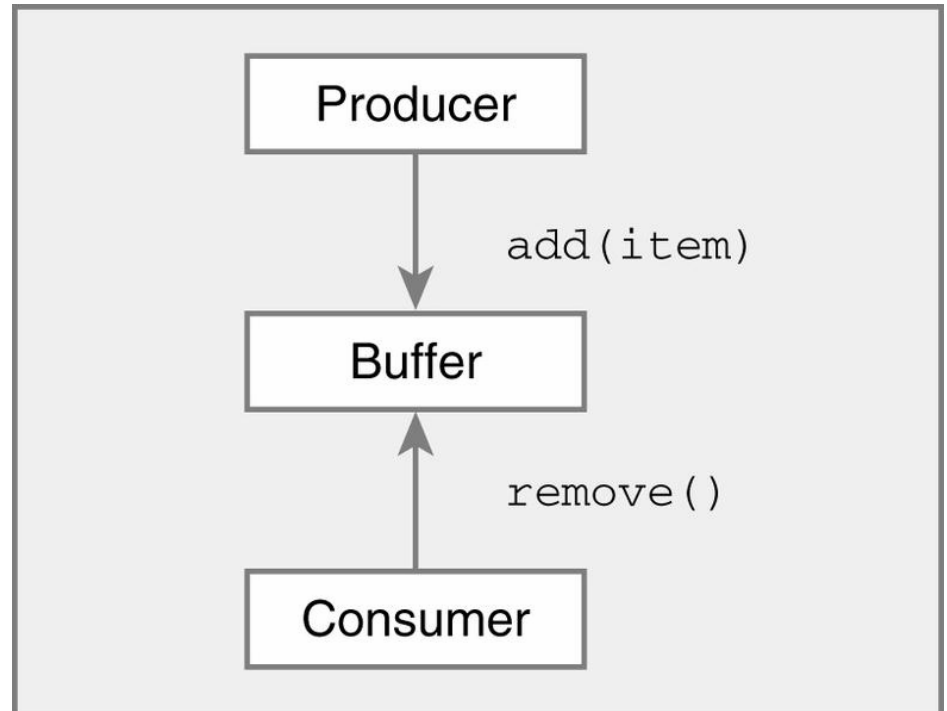 Producer
add(item)
Buffer
remove()
Consumer